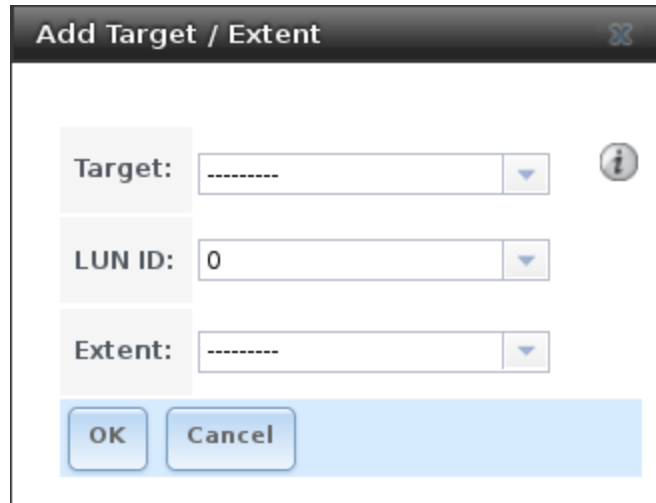 Add Target / Extent
Target: ---------
LUN ID: 0
Extent: ---------
OK Cancel